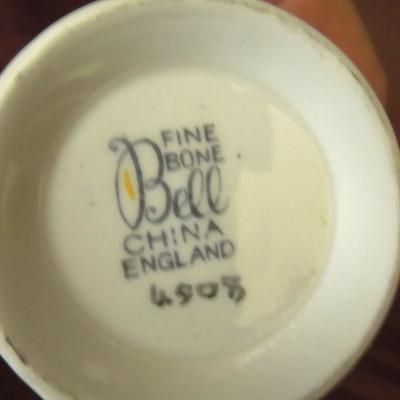 FINE
BONE
Bell
CHINA
ENGLAND
4508